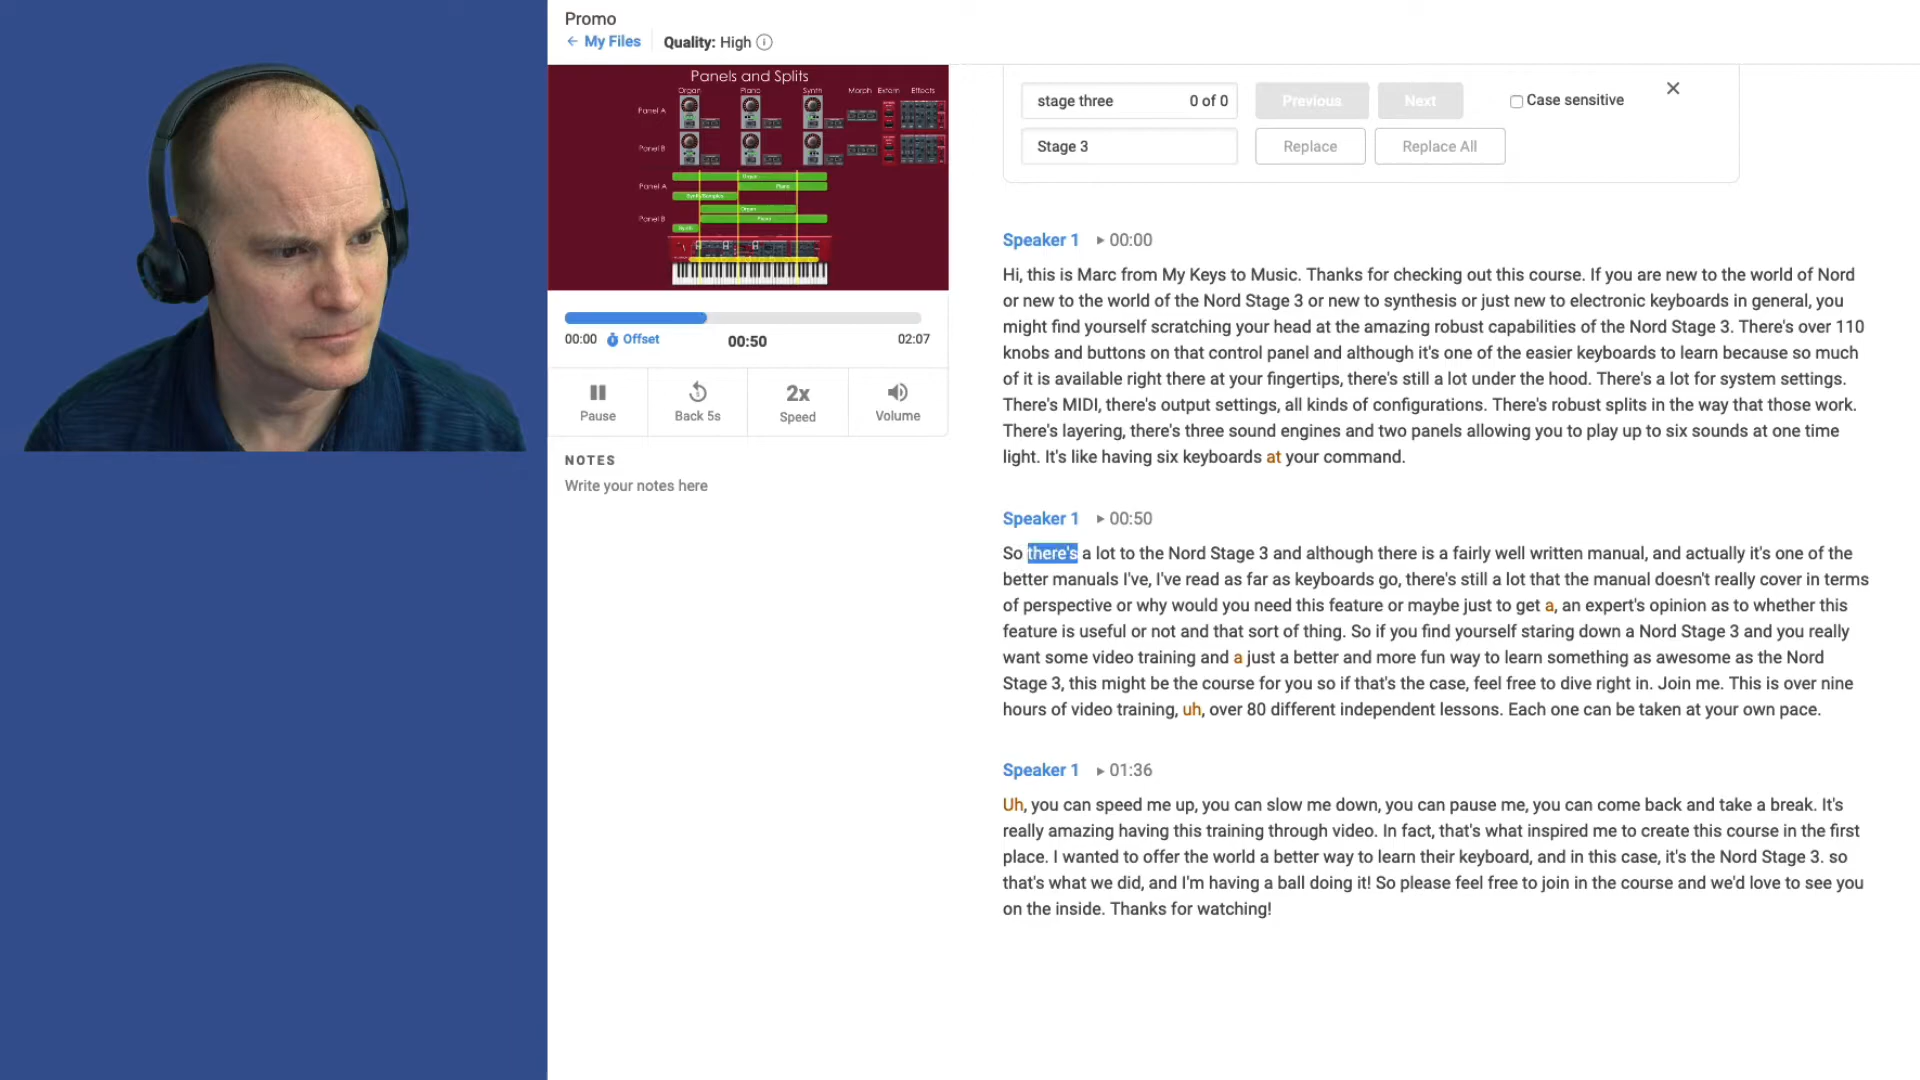 Promo
← My Files
Quality: High
Panels and Splits
Organ Piano Synth Morph Extern Effects
Panel A
Panel B
Organ
Panel A Piano
Organ
Panel B Piano
Synth
00:00 Offset 00:50 02:07
Pause Back 5s 2x Speed Volume
NOTES
Write your notes here
stage three 0 of 0 Previous Next Case sensitive
Stage 3 Replace Replace All
Speaker 1 00:00
Hi, this is Marc from My Keys to Music. Thanks for checking out this course. If you are new to the world of Nord
or new to the world of the Nord Stage 3 or new to synthesis or just new to electronic keyboards in general, you
might find yourself scratching your head at the amazing robust capabilities of the Nord Stage 3. There's over 110
knobs and buttons on that control panel and although it's one of the easier keyboards to learn because so much
of it is available right there at your fingertips, there's still a lot under the hood. There's a lot for system settings.
There's MIDI, there's output settings, all kinds of configurations. There's robust splits in the way that those work.
There's layering, there's three sound engines and two panels allowing you to play up to six sounds at one time
light. It's like having six keyboards at your command.
Speaker 1 00:50
So there's a lot to the Nord Stage 3 and although there is a fairly well written manual, and actually it's one of the
better manuals I've, I've read as far as keyboards go, there's still a lot that the manual doesn't really cover in terms
of perspective or why would you need this feature or maybe just to get a, an expert's opinion as to whether this
feature is useful or not and that sort of thing. So if you find yourself staring down a Nord Stage 3 and you really
want some video training and a just a better and more fun way to learn something as awesome as the Nord
Stage 3, this might be the course for you so if that's the case, feel free to dive right in. Join me. This is over nine
hours of video training, uh, over 80 different independent lessons. Each one can be taken at your own pace.
Speaker 1 01:36
Uh, you can speed me up, you can slow me down, you can pause me, you can come back and take a break. It's
really amazing having this training through video. In fact, that's what inspired me to create this course in the first
place. I wanted to offer the world a better way to learn their keyboard, and in this case, it's the Nord Stage 3. so
that's what we did, and I'm having a ball doing it! So please feel free to join in the course and we'd love to see you
on the inside. Thanks for watching!